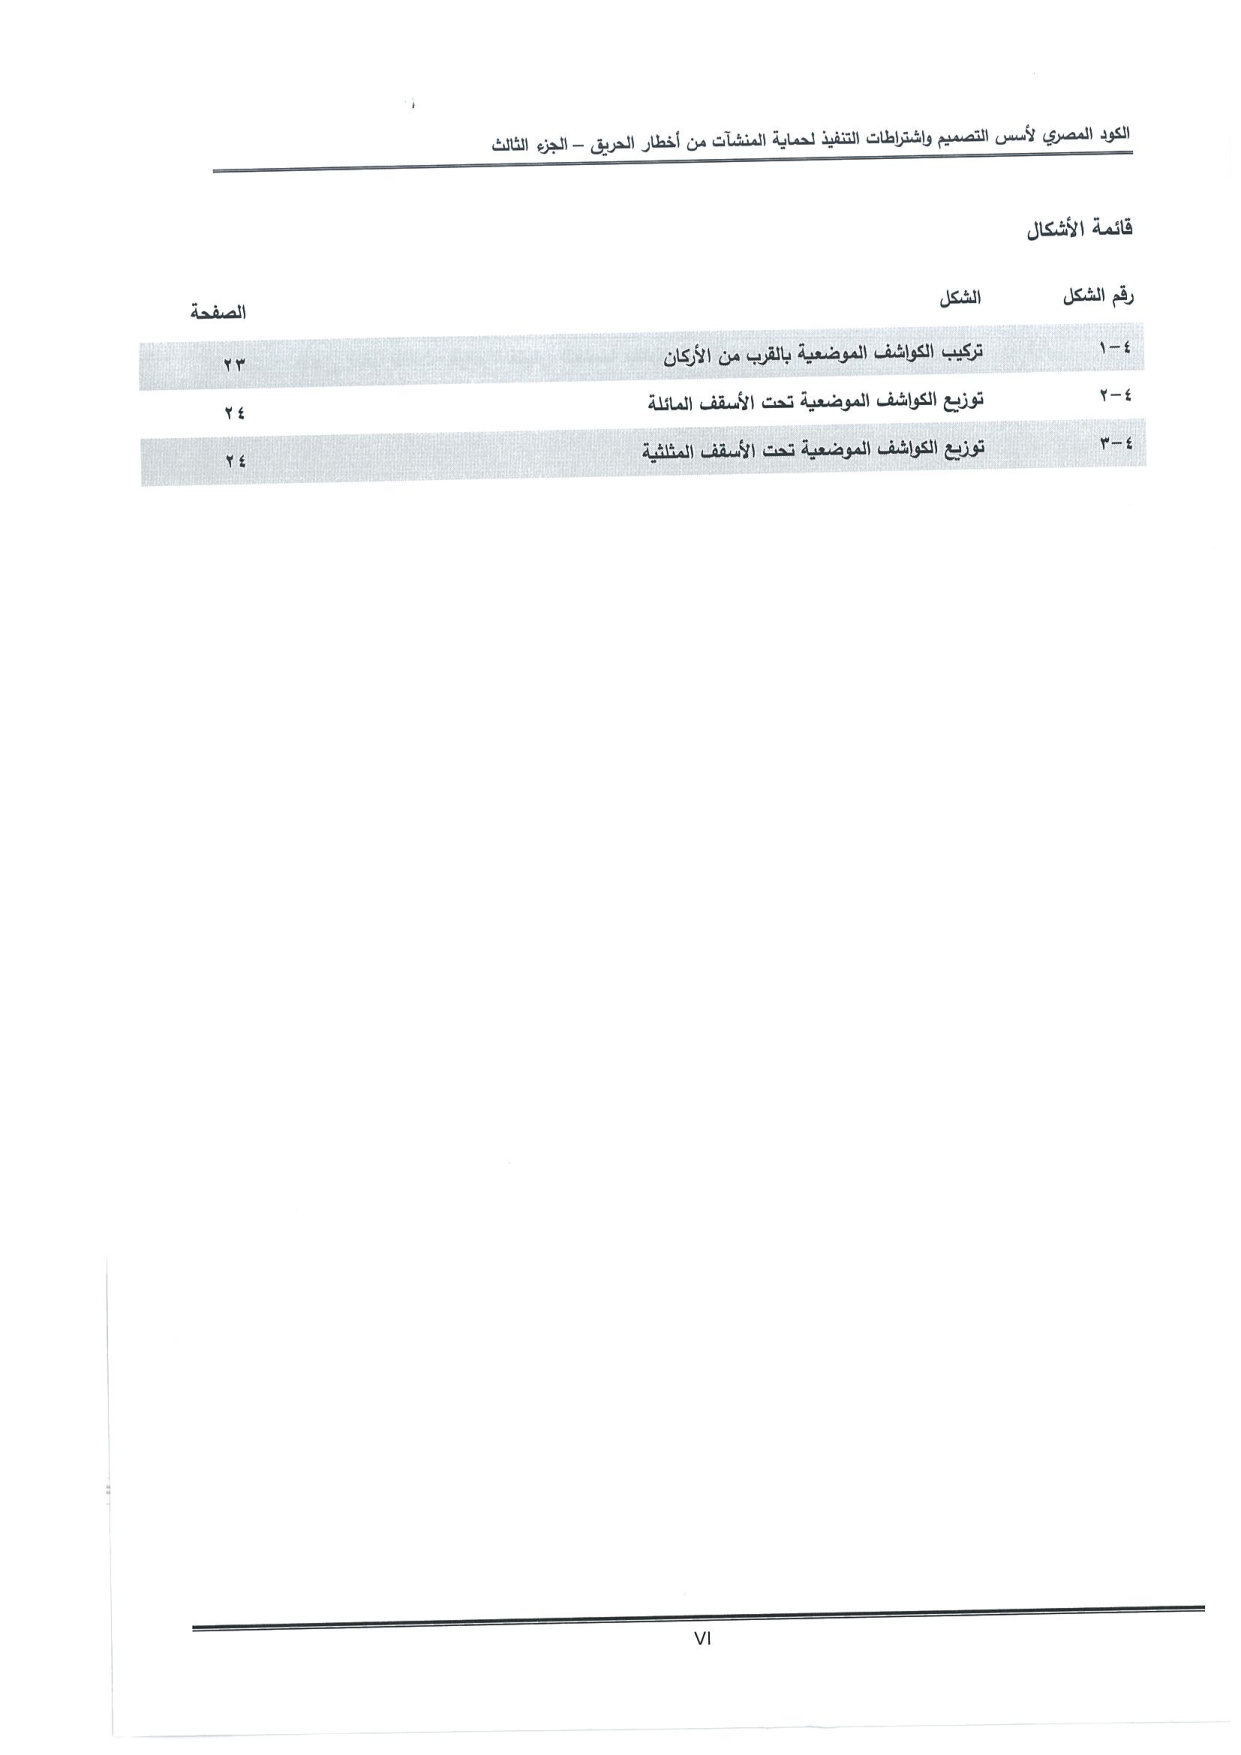 الكود المصري لأسس التصميم واشتراطات التنفيذ لحماية المنشآت من أخطار الحريق – الجزء الثالث
قائمة الأشكال
رقم الشكل الشكل الصفحة
٤-١ تركيب الكواشف الموضعية بالقرب من الأركان ٢٣
٤-٢ توزيع الكواشف الموضعية تحت الأسقف المائلة ٢٤
٤-٣ توزيع الكواشف الموضعية تحت الأسقف المثلثية ٢٤
VI